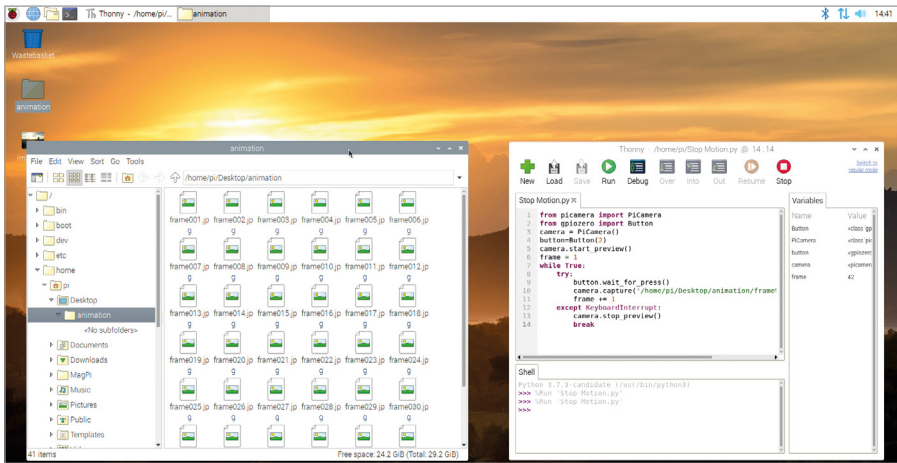 Thonny - /home/pi/... animation 14:41
Wastebasket
animation
animation
File Edit View Sort Go Tools
/home/pi/Desktop/animation
/
bin
boot
dev
etc
home
pi
Desktop
animation
<No subfolders>
Documents
Downloads
MagPi
Music
Pictures
Public
Templates
frame001.jp frame002.jp frame003.jp frame004.jp frame005.jp frame006.jp
g g g g g g
frame007.jp frame008.jp frame009.jp frame010.jp frame011.jp frame012.jp
g g g g g g
frame013.jp frame014.jp frame015.jp frame016.jp frame017.jp frame018.jp
g g g g g g
frame019.jp frame020.jp frame021.jp frame022.jp frame023.jp frame024.jp
g g g g g g
frame025.jp frame026.jp frame027.jp frame028.jp frame029.jp frame030.jp
g g g g g g
41 items Free space: 24.2 GiB (Total: 29.2 GiB)
Thonny - /home/pi/Stop Motion.py @ 14 : 14
New Load Save Run Debug Over Into Out Resume Stop
Switch to
regular mode
Stop Motion.py
1 from picamera import PiCamera
2 from gpiozero import Button
3 camera = PiCamera()
4 button=Button(2)
5 camera.start_preview()
6 frame = 1
7 while True:
8 try:
9 button.wait_for_press()
10 camera.capture('/home/pi/Desktop/animation/frame
11 frame += 1
12 except KeyboardInterrupt:
13 camera.stop_preview()
14 break
Shell
Python 3.7.3-candidate (/usr/bin/python3)
>>> %Run 'Stop Motion.py'
>>> %Run 'Stop Motion.py'
>>>
Variables
Name Value
Button <class 'gp
PiCamera <class 'pic
button <gpiozero
camera <picamera
frame 42